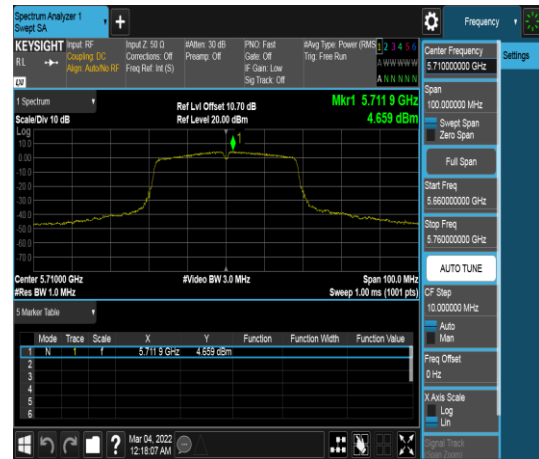 Spectrum Analyzer 1
Swept SA
+
Frequency
KEYSIGHT
RL
Input: RF
Coupling: DC
Align: Auto/No RF
Input Z: 50 Ω
Corrections: Off
Freq Ref: Int (S)
#Atten: 30 dB
Preamp: Off
PNO: Fast
Gate: Off
IF Gain: Low
Sig Track: Off
#Avg Type: Power (RMS
Trig: Free Run
1 2 3 4 5 6
A W W W W W
A N N N N N
LXI
Center Frequency
5.710000000 GHz
Settings
Span
100.000000 MHz
Swept Span
Zero Span
Full Span
Start Freq
5.660000000 GHz
Stop Freq
5.760000000 GHz
AUTO TUNE
CF Step
10.000000 MHz
Auto
Man
Freq Offset
0 Hz
X Axis Scale
Log
Lin
Signal Track
(Span Zoom)
1 Spectrum
Scale/Div 10 dB
Ref Lvl Offset 10.70 dB
Ref Level 20.00 dBm
Mkr1 5.711 9 GHz
4.659 dBm
Log
10.0
0.00
-10.0
-20.0
-30.0
-40.0
-50.0
-60.0
-70.0
1
Center 5.71000 GHz
#Res BW 1.0 MHz
#Video BW 3.0 MHz
Span 100.0 MHz
Sweep 1.00 ms (1001 pts)
5 Marker Table
Mode Trace Scale X Y Function Function Width Function Value
1 N 1 f 5.711 9 GHz 4.659 dBm
2
3
4
5
6
?
Mar 04, 2022
12:18:07 AM